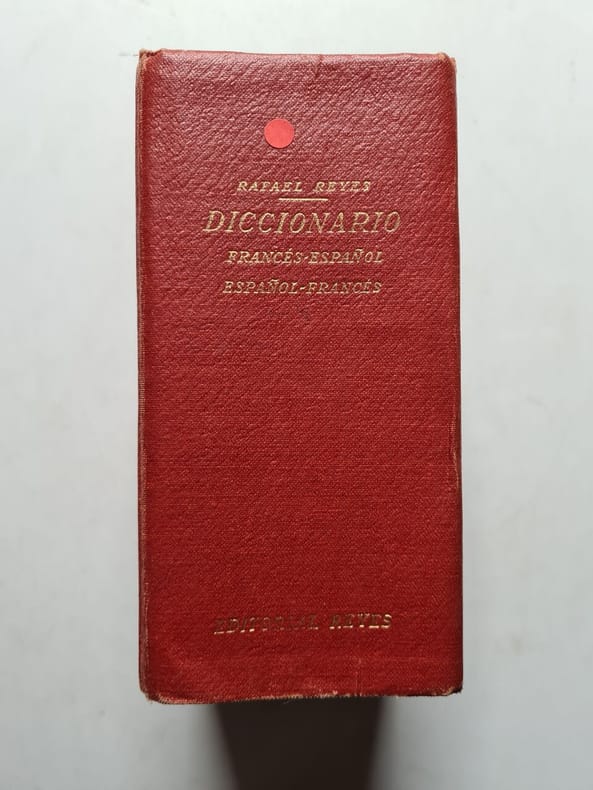 RAFAEL REYES
DICCIONARIO
FRANCÉS-ESPAÑOL
ESPAÑOL-FRANCÉS
EDITORIAL REYES